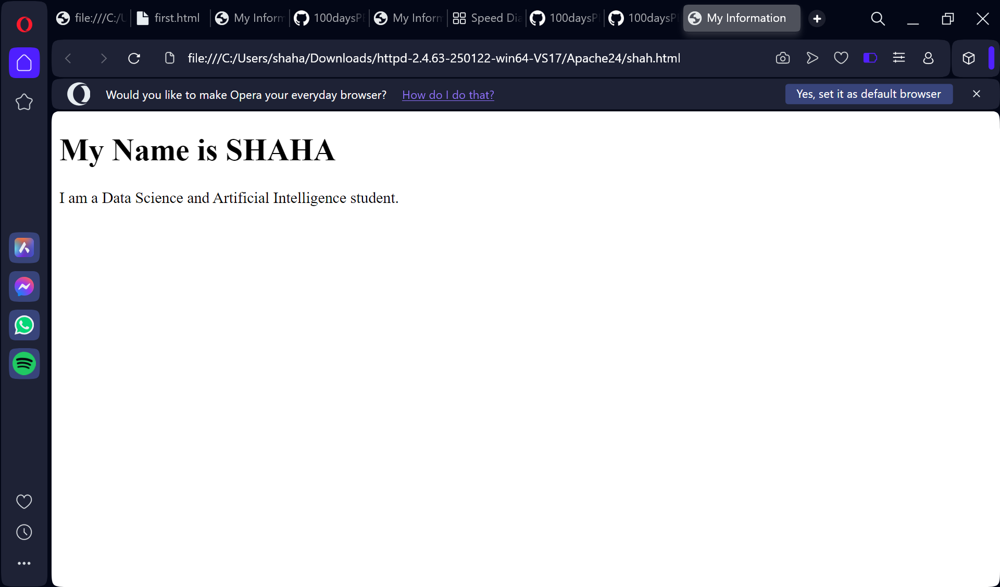 file:///C:/U first.html My Inform 100daysP My Inform Speed Dia 100daysP 100daysP My Information
file:///C:/Users/shaha/Downloads/httpd-2.4.63-250122-win64-VS17/Apache24/shah.html
Would you like to make Opera your everyday browser? How do I do that? Yes, set it as default browser
My Name is SHAHA
I am a Data Science and Artificial Intelligence student.